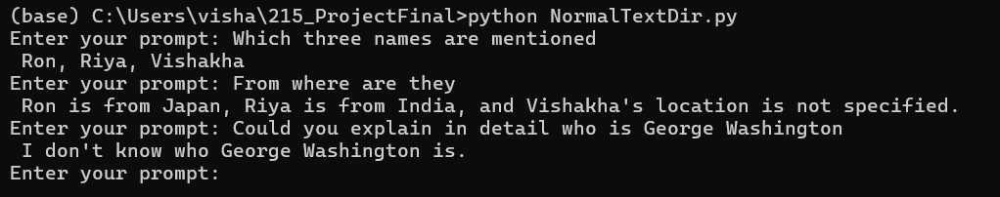 (base) C:\Users\visha\215_ProjectFinal>python NormalTextDir.py
Enter your prompt: Which three names are mentioned
 Ron, Riya, Vishakha
Enter your prompt: From where are they
 Ron is from Japan, Riya is from India, and Vishakha's location is not specified.
Enter your prompt: Could you explain in detail who is George Washington
 I don't know who George Washington is.
Enter your prompt: